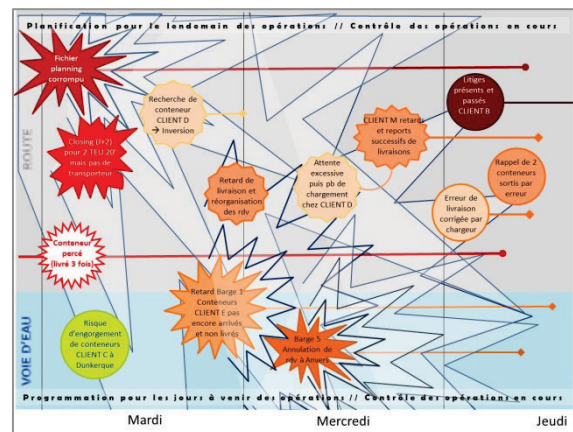 Planification pour le lendemain des opérations // Contrôle des opérations en cours
Fichier
planning
corrompu
Recherche de
conteneur
CLIENT D
→ Inversion
Litiges
présents et
passés
CLIENT B
CLIENT M retards
et reports
successifs de
livraisons
ROUTE
Closing (J+2)
pour 2 TEU 20'
mais pas de
transporteur
Retard de
livraison et
réorganisation
des rdv
Attente
excessive
puis pb de
chargement
chez CLIENT D
Rappel de 2
conteneurs
sortis par
erreur
Erreur de
livraison
corrigée par
chargeur
Conteneur
percé
(livré 3 fois)
Retard Barge 1
Conteneurs
CLIENT E pas
encore arrivés
et non livrés
VOIE D'EAU
Risque
d'engorgement
de conteneurs
CLIENT C à
Dunkerque
Barge 5
Annulation de
rdv à Anvers
Programmation pour les jours à venir des opérations // Contrôle des opérations en cours
Mardi
Mercredi
Jeudi